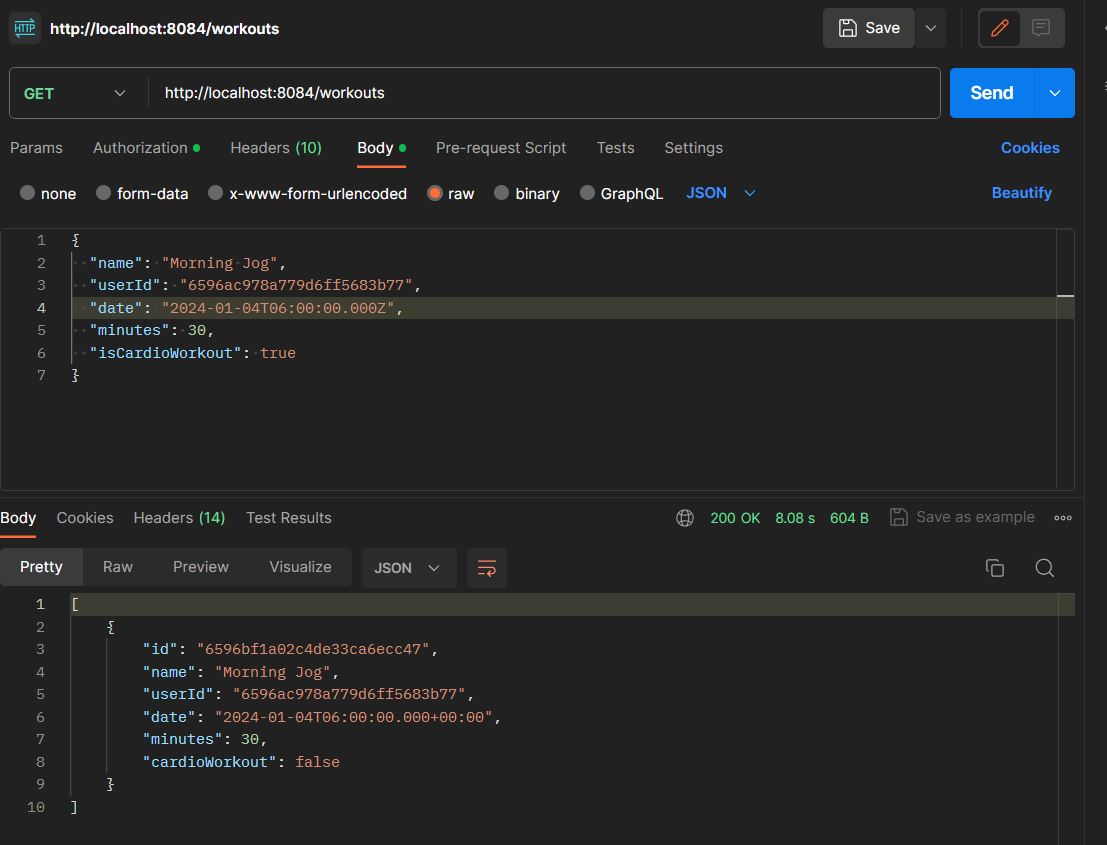 HTTP http://localhost:8084/workouts Save
GET http://localhost:8084/workouts Send
Params Authorization Headers (10) Body Pre-request Script Tests Settings Cookies
none form-data x-www-form-urlencoded raw binary GraphQL JSON Beautify
1 {
2 "name": "Morning Jog",
3 "userId": "6596ac978a779d6ff5683b77",
4 "date": "2024-01-04T06:00:00.000Z",
5 "minutes": 30,
6 "isCardioWorkout": true
7 }
Body Cookies Headers (14) Test Results 200 OK 8.08 s 604 B Save as example
Pretty Raw Preview Visualize JSON
1 [
2 {
3 "id": "6596bf1a02c4de33ca6ecc47",
4 "name": "Morning Jog",
5 "userId": "6596ac978a779d6ff5683b77",
6 "date": "2024-01-04T06:00:00.000+00:00",
7 "minutes": 30,
8 "cardioWorkout": false
9 }
10 ]